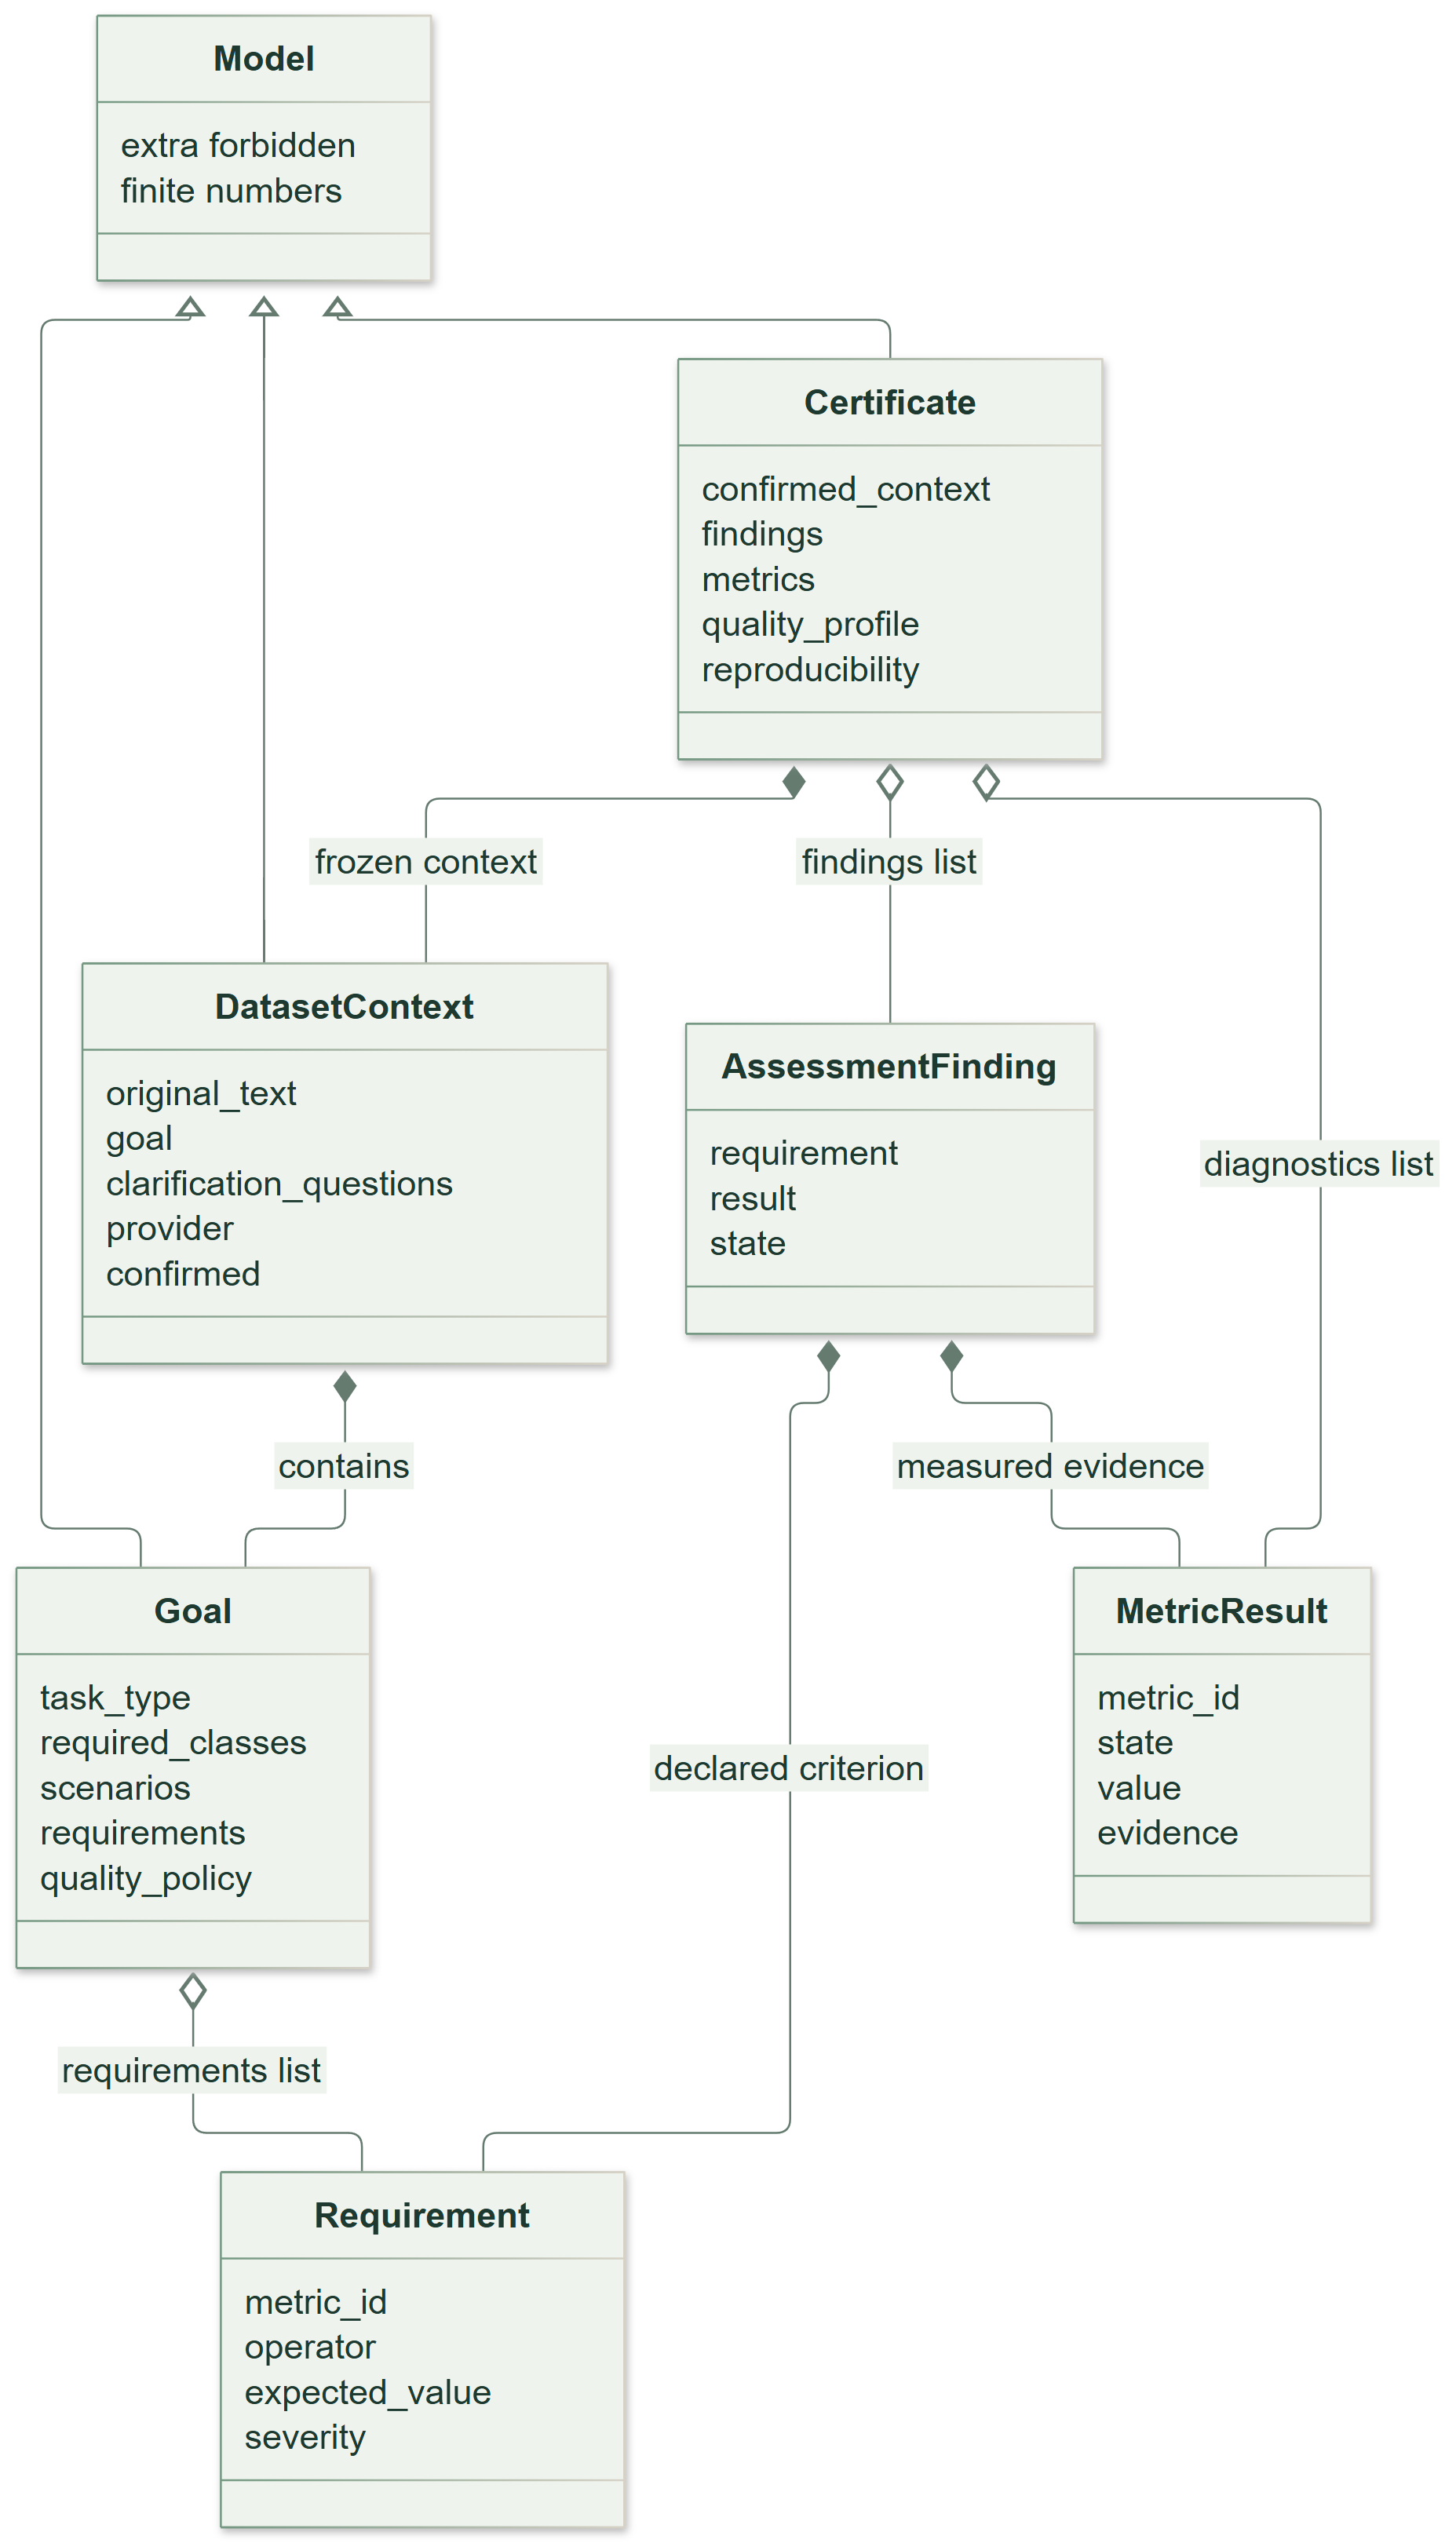 Model
extra forbidden
finite numbers
Certificate
confirmed_context
findings
metrics
quality_profile
reproducibility
frozen context
findings list
DatasetContext
original_text
goal
clarification_questions
provider
confirmed
AssessmentFinding
requirement
result
state
diagnostics list
contains
measured evidence
Goal
task_type
required_classes
scenarios
requirements
quality_policy
MetricResult
metric_id
state
value
evidence
declared criterion
requirements list
Requirement
metric_id
operator
expected_value
severity